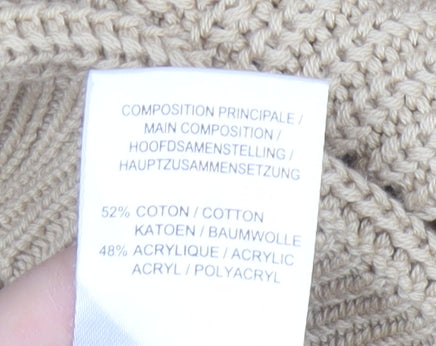 COMPOSITION PRINCIPALE /
MAIN COMPOSITION /
HOOFDSAMENSTELLING /
HAUPTZUSAMMENSETZUNG
52% COTON / COTTON
KATOEN / BAUMWOLLE
48% ACRYLIQUE / ACRYLIC
ACRYL / POLYACRYL